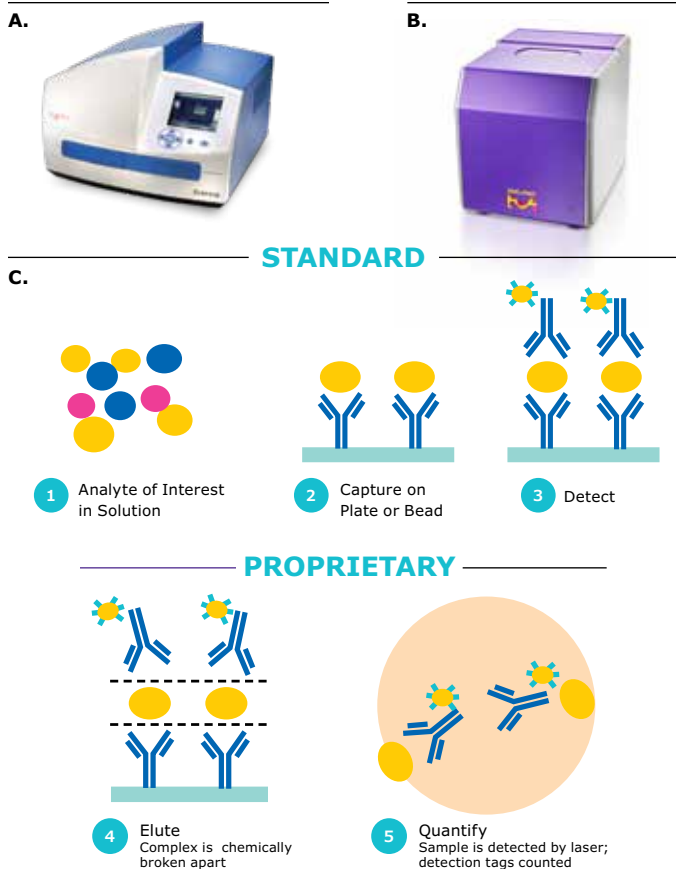 A.
B.
STANDARD
C.
1
Analyte of Interest
in Solution
2
Capture on
Plate or Bead
3
Detect
PROPRIETARY
4
Elute
Complex is chemically
broken apart
5
Quantify
Sample is detected by laser;
detection tags counted